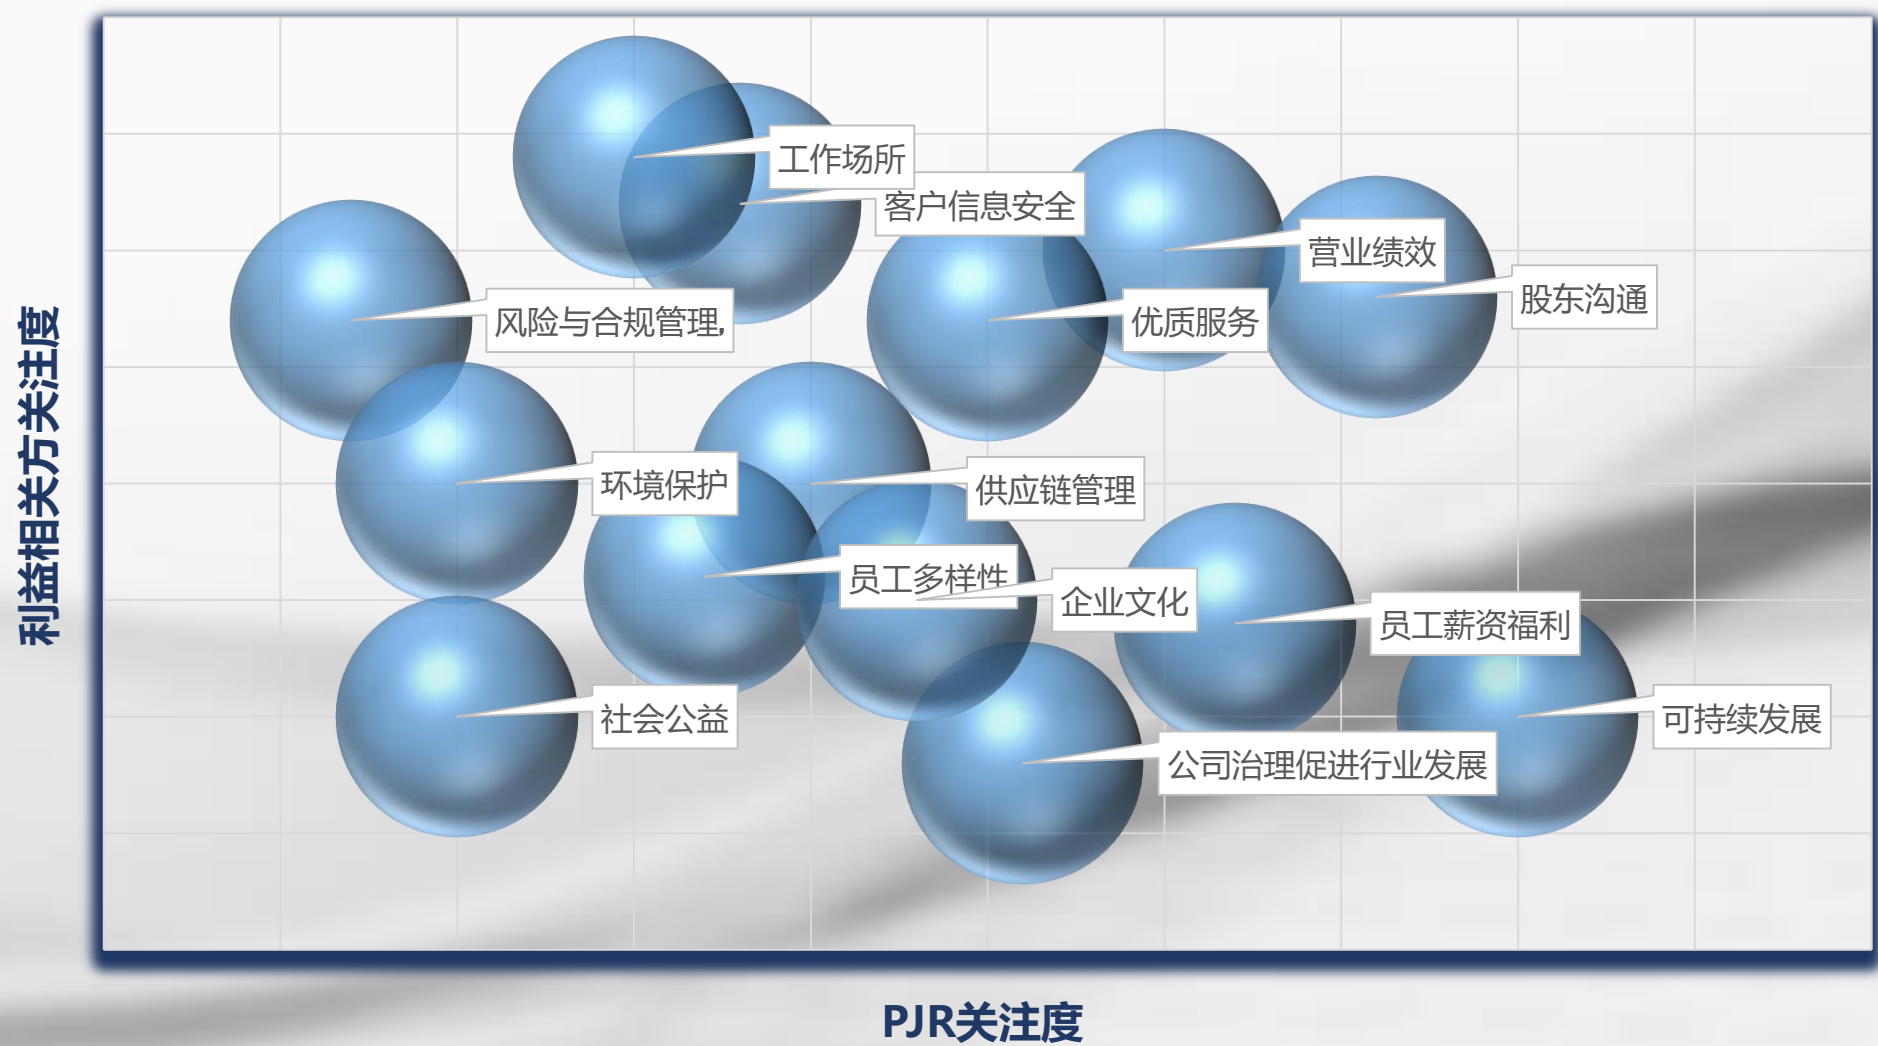 工作场所
客户信息安全
营业绩效
股东沟通
风险与合规管理,
优质服务
环境保护
供应链管理
员工多样性
企业文化
员工薪资福利
社会公益
可持续发展
公司治理促进行业发展
利益相关方关注度
PJR关注度